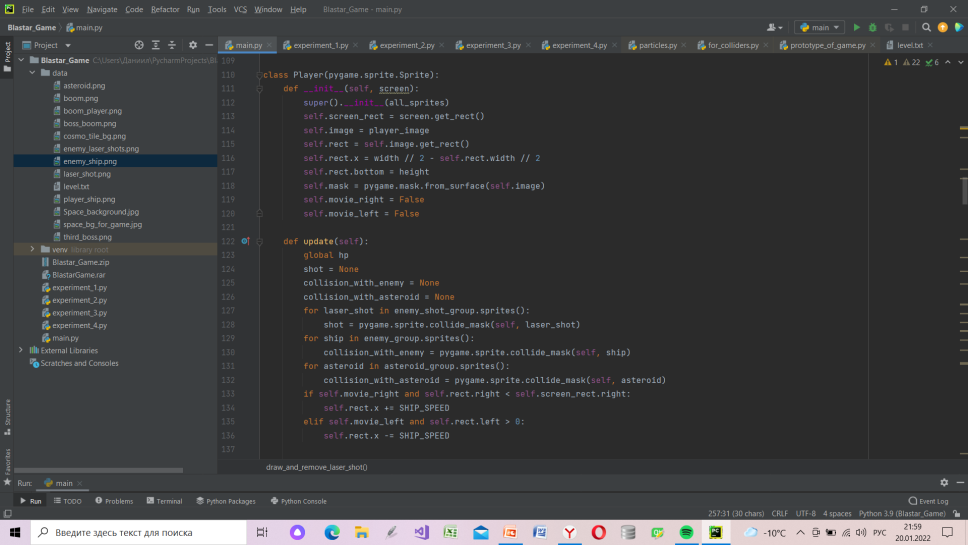 File Edit View Navigate Code Refactor Run Tools VCS Window Help Blastar_Game - main.py
Blastar_Game main.py main
Project
Project
main.py experiment_1.py experiment_2.py experiment_3.py experiment_4.py particles.py for_colliders.py prototype_of_game.py level.txt
Blastar_Game C:\Users\Даниил\PycharmProjects\Bl
data
asteroid.png
boom.png
boom_player.png
boss_boom.png
cosmo_tile_bg.png
enemy_laser_shots.png
enemy_ship.png
laser_shot.png
level.txt
player_ship.png
Space_background.jpg
space_bg_for_game.jpg
third_boss.png
venv library root
Blastar_Game.zip
BlastarGame.rar
experiment_1.py
experiment_2.py
experiment_3.py
experiment_4.py
main.py
External Libraries
Scratches and Consoles
Structure
Favorites
1 22 6
109
110 class Player(pygame.sprite.Sprite):
111 def __init__(self, screen):
112 super().__init__(all_sprites)
113 self.screen_rect = screen.get_rect()
114 self.image = player_image
115 self.rect = self.image.get_rect()
116 self.rect.x = width // 2 - self.rect.width // 2
117 self.rect.bottom = height
118 self.mask = pygame.mask.from_surface(self.image)
119 self.movie_right = False
120 self.movie_left = False
121
122 def update(self):
123 global hp
124 shot = None
125 collision_with_enemy = None
126 collision_with_asteroid = None
127 for laser_shot in enemy_shot_group.sprites():
128 shot = pygame.sprite.collide_mask(self, laser_shot)
129 for ship in enemy_group.sprites():
130 collision_with_enemy = pygame.sprite.collide_mask(self, ship)
131 for asteroid in asteroid_group.sprites():
132 collision_with_asteroid = pygame.sprite.collide_mask(self, asteroid)
133 if self.movie_right and self.rect.right < self.screen_rect.right:
134 self.rect.x += SHIP_SPEED
135 elif self.movie_left and self.rect.left > 0:
136 self.rect.x -= SHIP_SPEED
137
draw_and_remove_laser_shot()
Run: main
Run TODO Problems Terminal Python Packages Python Console Event Log
257:31 (30 chars) CRLF UTF-8 4 spaces Python 3.9 (Blastar_Game)
Введите здесь текст для поиска
-10°C РУС
21:59
20.01.2022